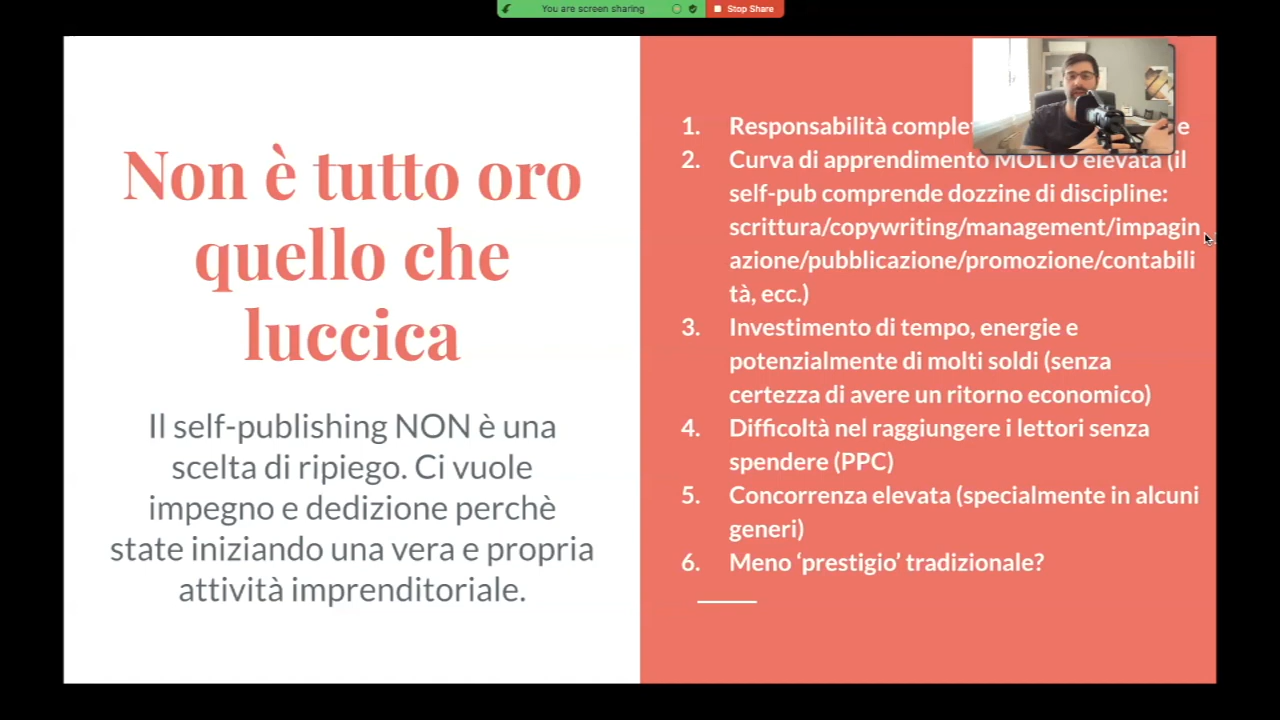 You are screen sharing
Stop Share
Non è tutto oro
quello che
luccica
Il self-publishing NON è una
scelta di ripiego. Ci vuole
impegno e dedizione perchè
state iniziando una vera e propria
attività imprenditoriale.
1. Responsabilità e
2. Curva di apprendimento MOLTO elevata (il
self-pub comprende dozzine di discipline:
scrittura/copywriting/management/impagin
azione/pubblicazione/promozione/contabili
tà, ecc.)
3. Investimento di tempo, energie e
potenzialmente di molti soldi (senza
certezza di avere un ritorno economico)
4. Difficoltà nel raggiungere i lettori senza
spendere (PPC)
5. Concorrenza elevata (specialmente in alcuni
generi)
6. Meno ‘prestigio’ tradizionale?